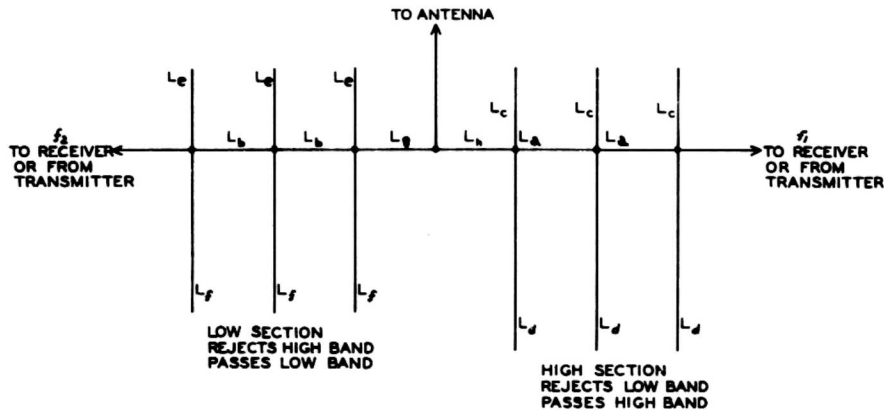 TO ANTENNA
Le Le Le
Lc Lc Lc
f2
Lb Lb Lg Lh La La
f1
TO RECEIVER
OR FROM
TRANSMITTER
TO RECEIVER
OR FROM
TRANSMITTER
Lf Lf Lf
Ld Ld Ld
LOW SECTION
REJECTS HIGH BAND
PASSES LOW BAND
HIGH SECTION
REJECTS LOW BAND
PASSES HIGH BAND